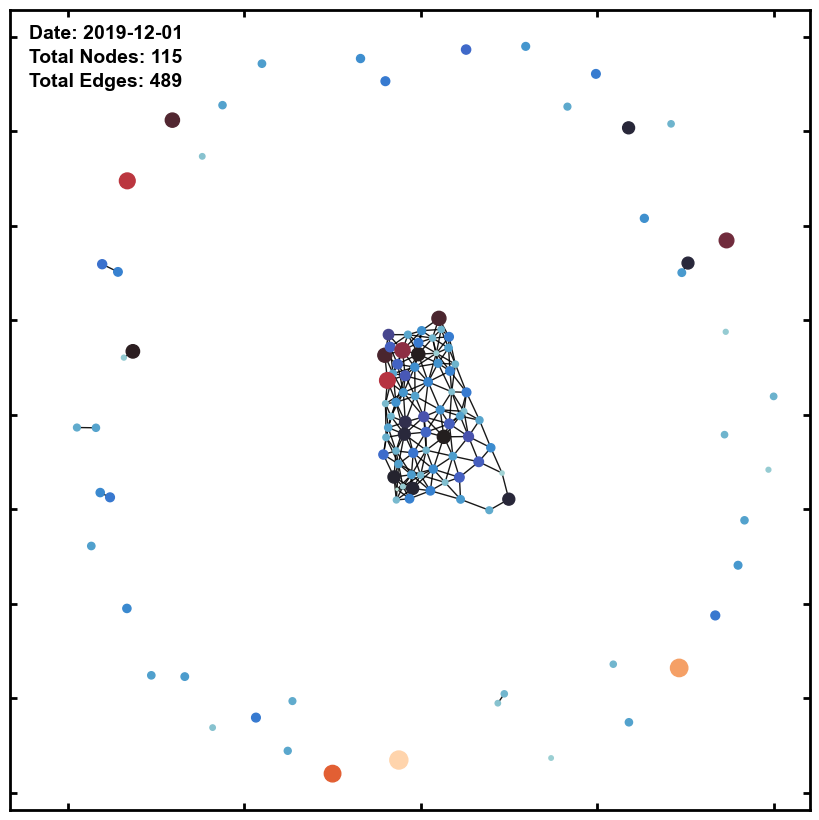 Date: 2019-12-01
Total Nodes: 115
Total Edges: 489